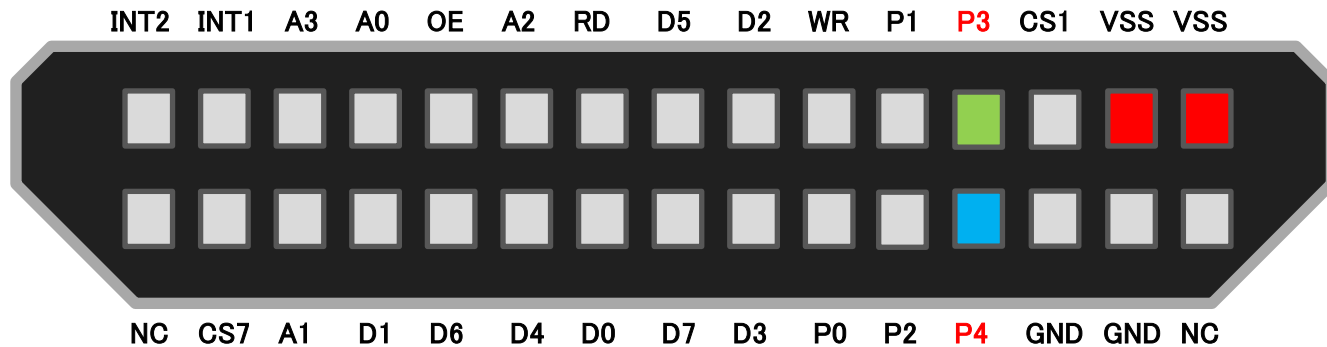 INT2 INT1 A3 A0 OE A2 RD D5 D2 WR P1 P3 CS1 VSS VSS
NC CS7 A1 D1 D6 D4 D0 D7 D3 P0 P2 P4 GND GND NC